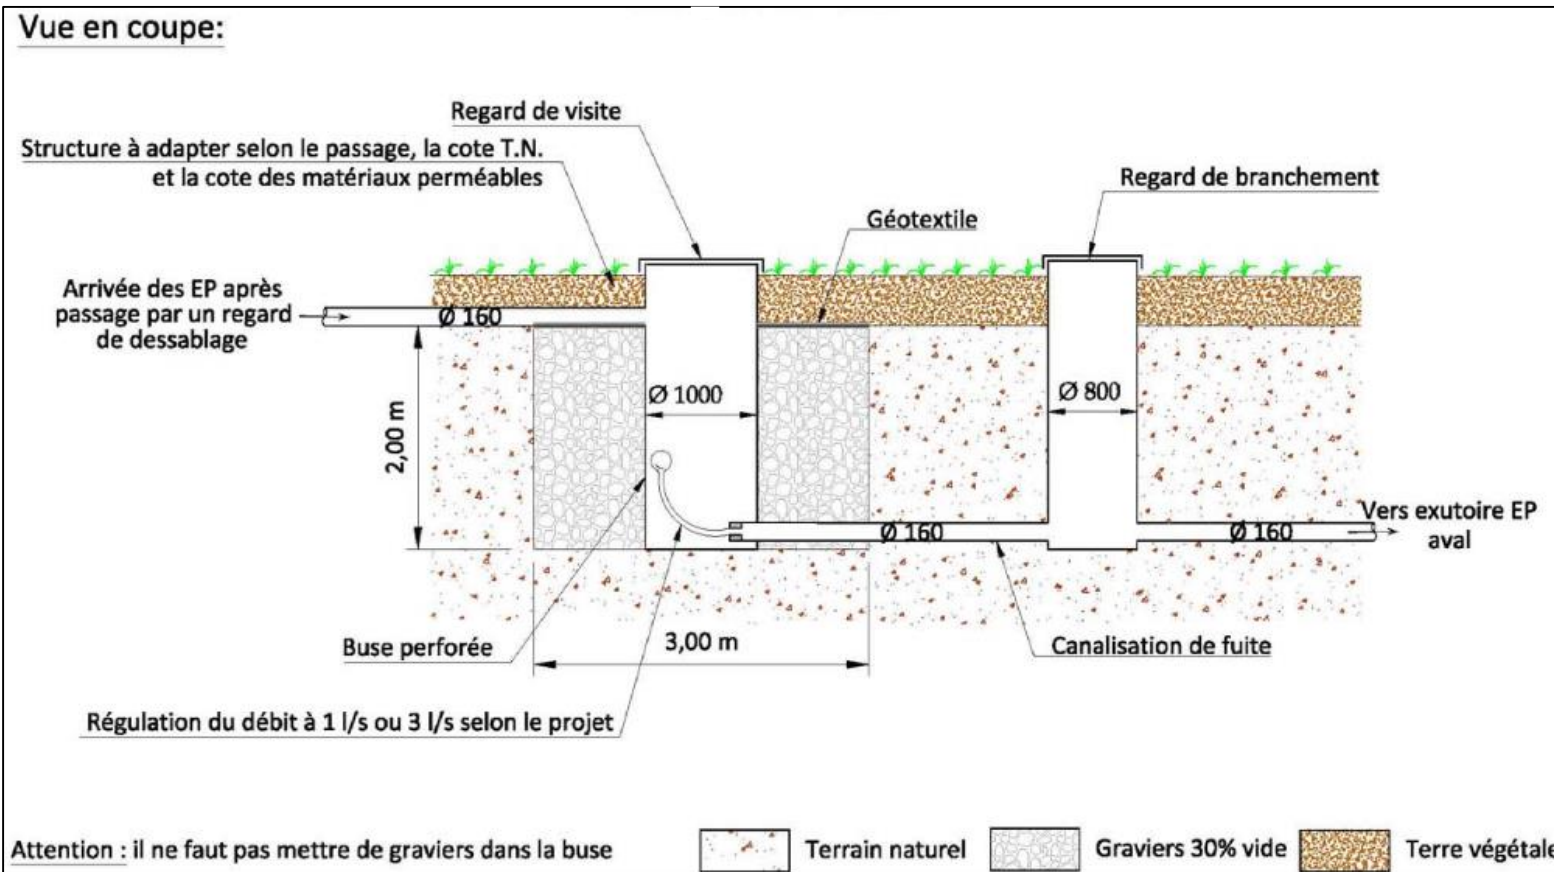 Vue en coupe:
Regard de visite
Structure à adapter selon le passage, la cote T.N.
et la cote des matériaux perméables
Regard de branchement
Géotextile
Arrivée des EP après
passage par un regard
de dessablage
Ø 160
Ø 1000
Ø 800
2,00 m
Vers exutoire EP
aval
Ø 160
Ø 160
Buse perforée
3,00 m
Canalisation de fuite
Régulation du débit à 1 l/s ou 3 l/s selon le projet
Attention : il ne faut pas mettre de graviers dans la buse
Terrain naturel
Graviers 30% vide
Terre végétale